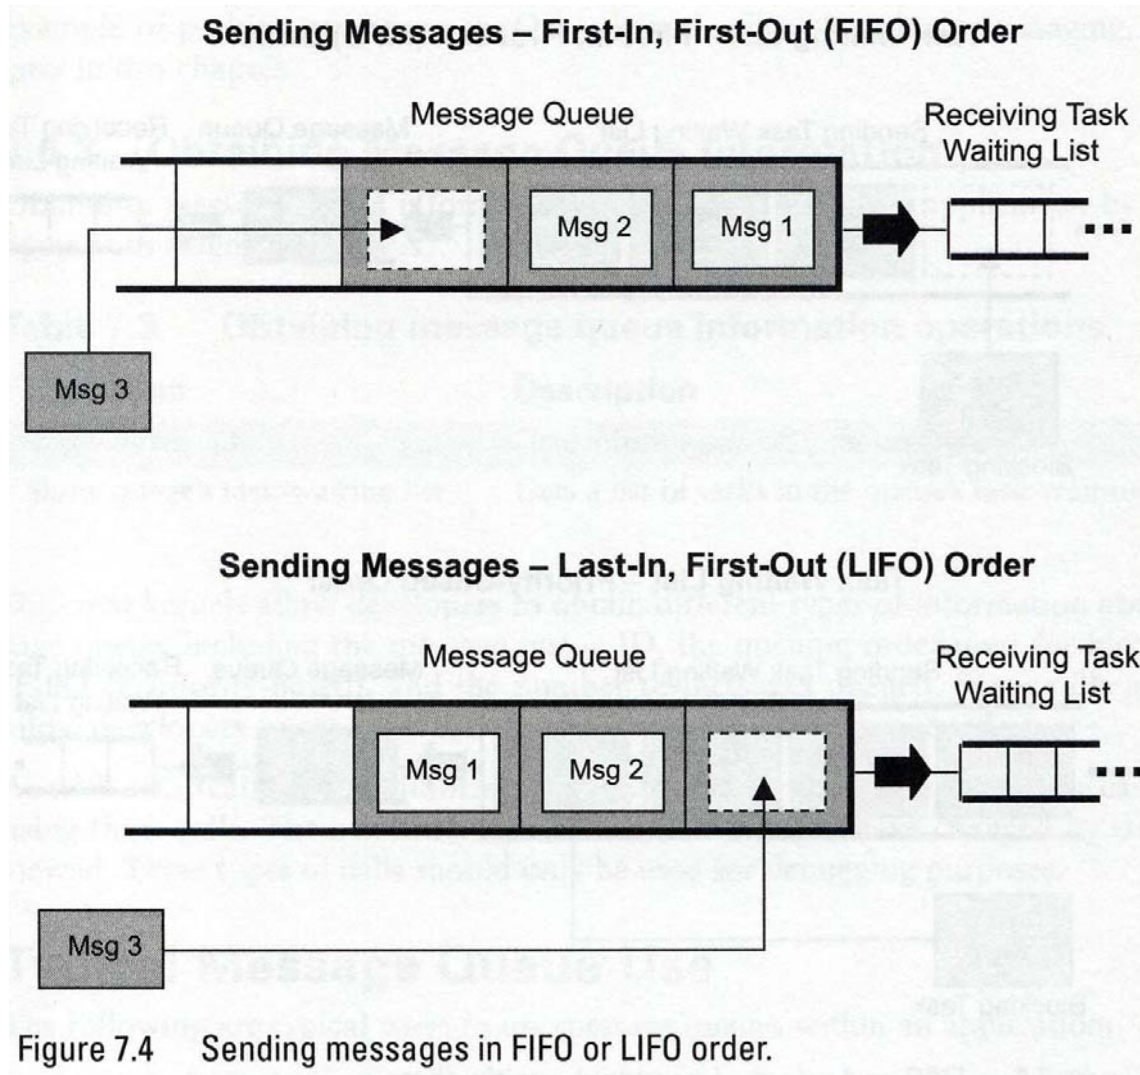 Sending Messages – First-In, First-Out (FIFO) Order
Message Queue
Receiving Task
Waiting List
Msg 2
Msg 1
Msg 3
Sending Messages – Last-In, First-Out (LIFO) Order
Message Queue
Receiving Task
Waiting List
Msg 1
Msg 2
Msg 3
Figure 7.4 Sending messages in FIFO or LIFO order.